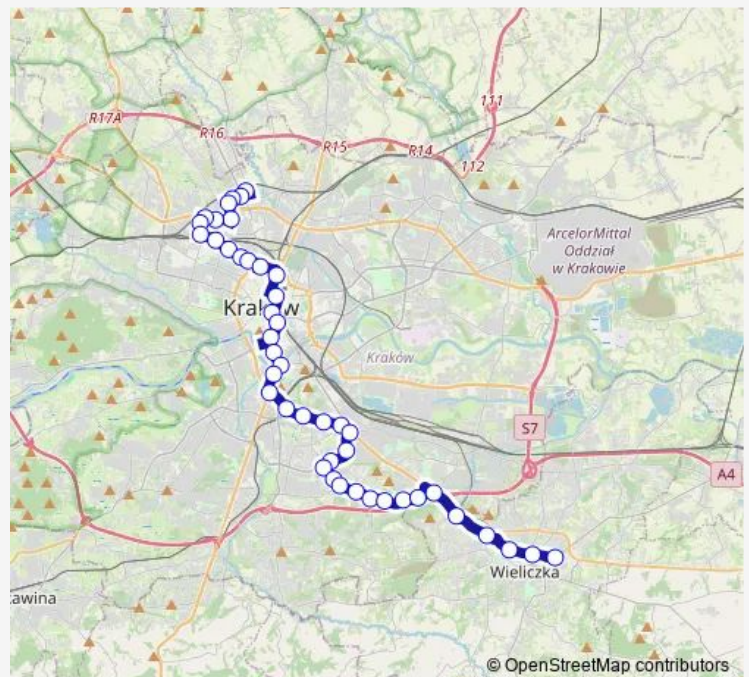 R17A
R16
R15
R14
111
112
ArcelorMittal
Oddział
w Krakowie
Kraków
Kraków
S7
A4
Wieliczka
awina
© OpenStreetMap contributors